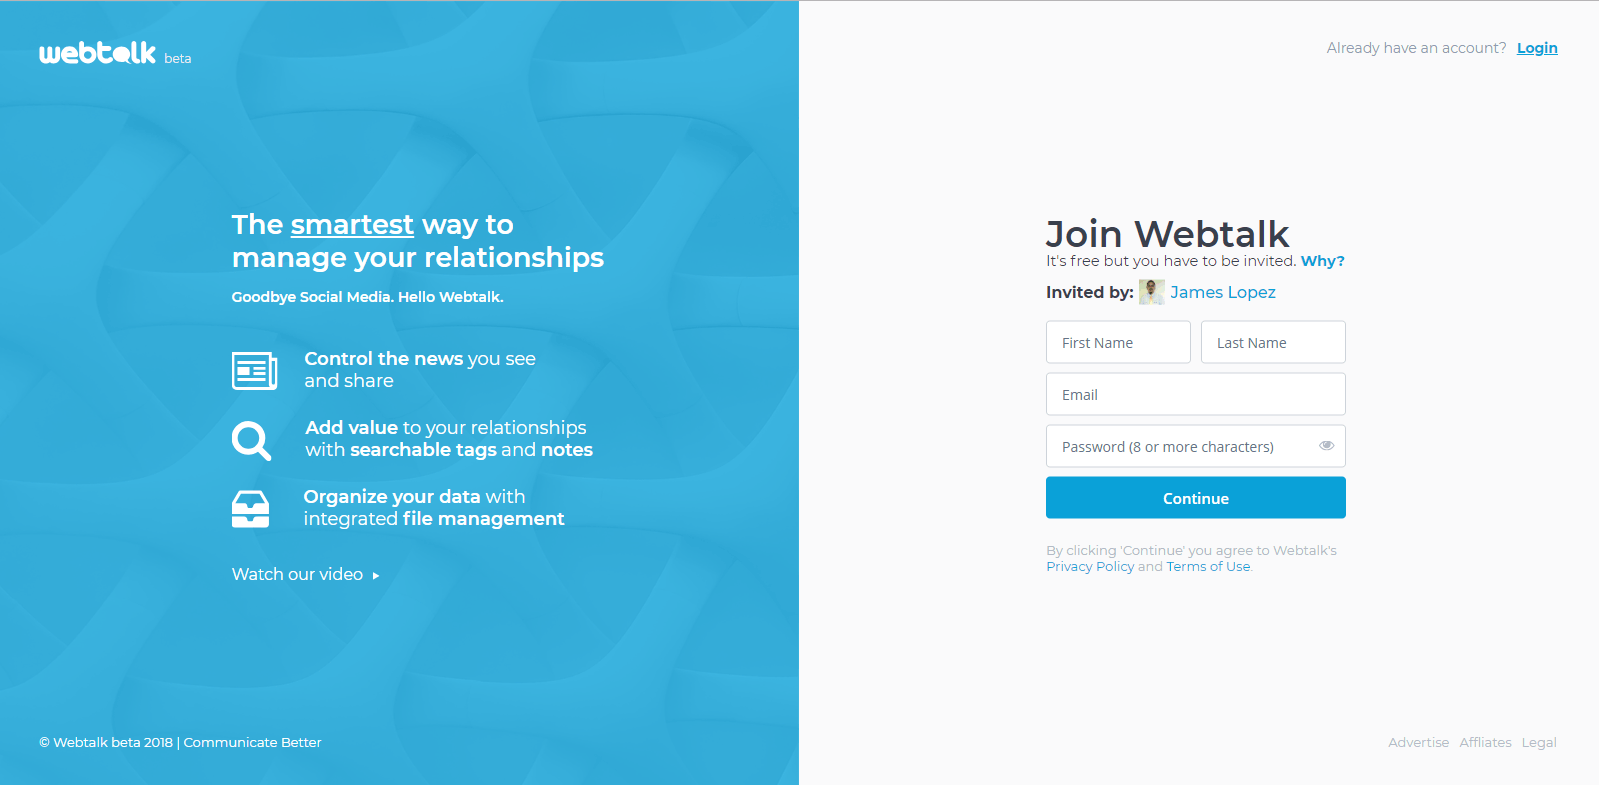 webtalk beta
The smartest way to
manage your relationships
Goodbye Social Media. Hello Webtalk.
Control the news you see
and share
Add value to your relationships
with searchable tags and notes
Organize your data with
integrated file management
Watch our video
© Webtalk beta 2018 | Communicate Better
Already have an account? Login
Join Webtalk
It's free but you have to be invited. Why?
Invited by: James Lopez
First Name Last Name
Email
Password (8 or more characters)
Continue
By clicking 'Continue' you agree to Webtalk's
Privacy Policy and Terms of Use.
Advertise Affliates Legal